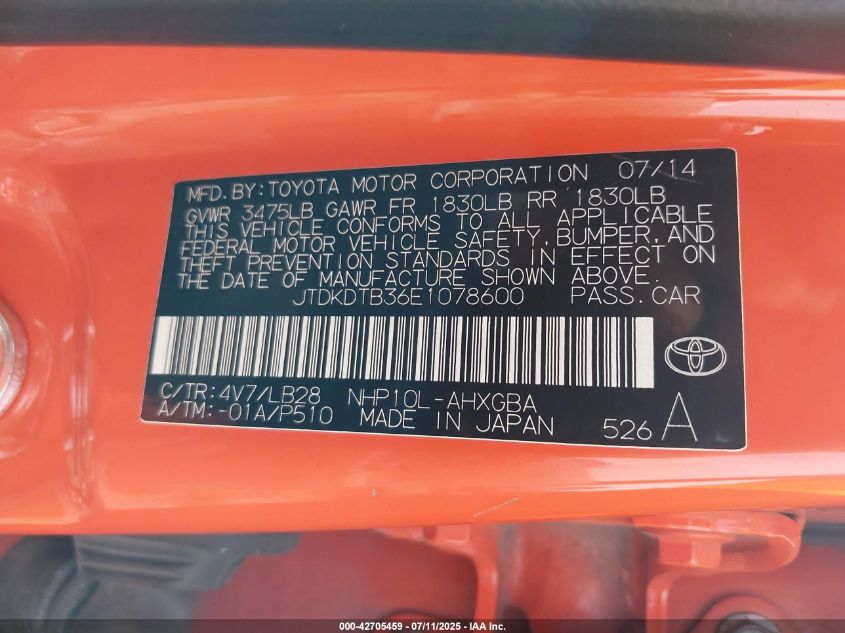 MFD. BY: TOYOTA MOTOR CORPORATION 07/14
GVWR 3475LB GAWR FR 1830LB RR 1830LB
THIS VEHICLE CONFORMS TO ALL APPLICABLE
FEDERAL MOTOR VEHICLE SAFETY, BUMPER, AND
THEFT PREVENTION STANDARDS IN EFFECT ON
THE DATE OF MANUFACTURE SHOWN ABOVE.
JTDKDTB36E1078600 PASS. CAR
C/TR: 4V7/LB28 NHP10L-AHXGBA
A/TM: -01A/P510 MADE IN JAPAN 526 A
000-42705459 - 07/11/2025 - IAA Inc.